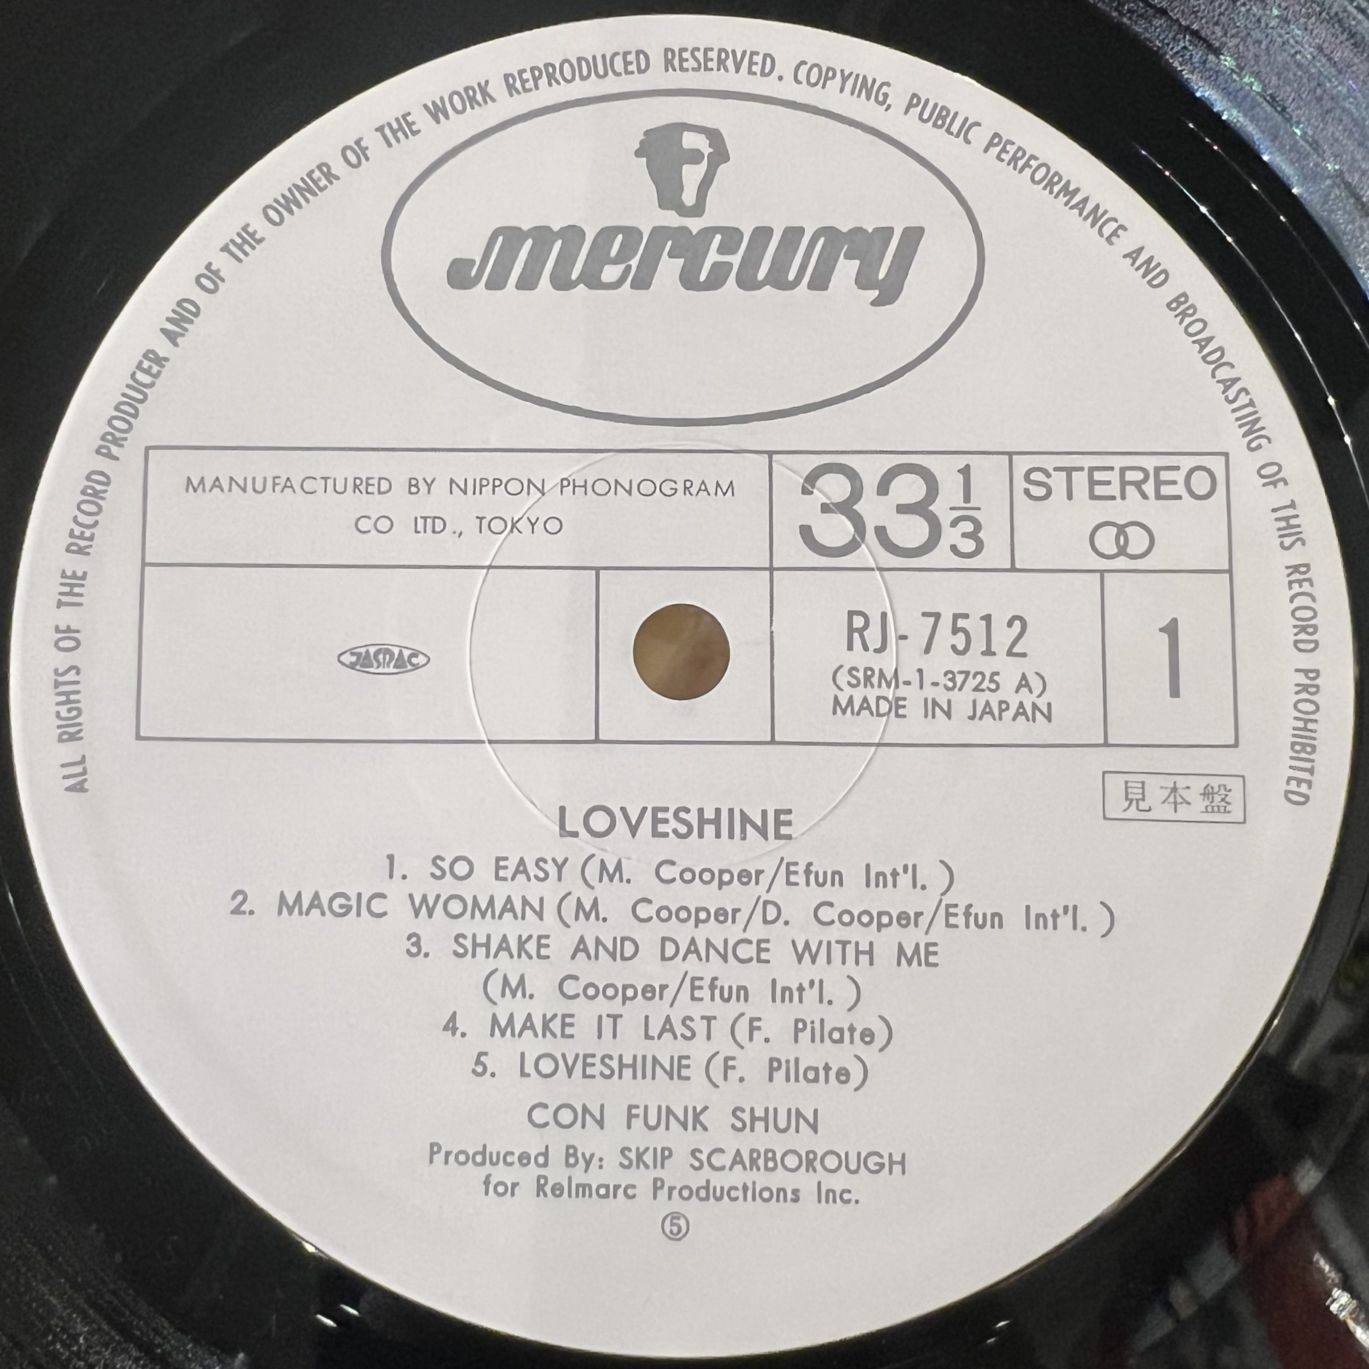 ALL RIGHTS OF THE RECORD PRODUCER AND OF THE OWNER OF THE WORK REPRODUCED RESERVED. COPYING, PUBLIC PERFORMANCE AND BROADCASTING OF THIS RECORD PROHIBITED
mercury
MANUFACTURED BY NIPPON PHONOGRAM
CO LTD., TOKYO
33 1/3
STEREO
JASRAC
RJ-7512
(SRM-1-3725 A)
MADE IN JAPAN
1
見本盤
LOVESHINE
1. SO EASY (M. Cooper/Efun Int'l. )
2. MAGIC WOMAN (M. Cooper/D. Cooper/Efun Int'l. )
3. SHAKE AND DANCE WITH ME
(M. Cooper/Efun Int'l. )
4. MAKE IT LAST (F. Pilate)
5. LOVESHINE (F. Pilate)
CON FUNK SHUN
Produced By: SKIP SCARBOROUGH
for Relmarc Productions Inc.
⑤